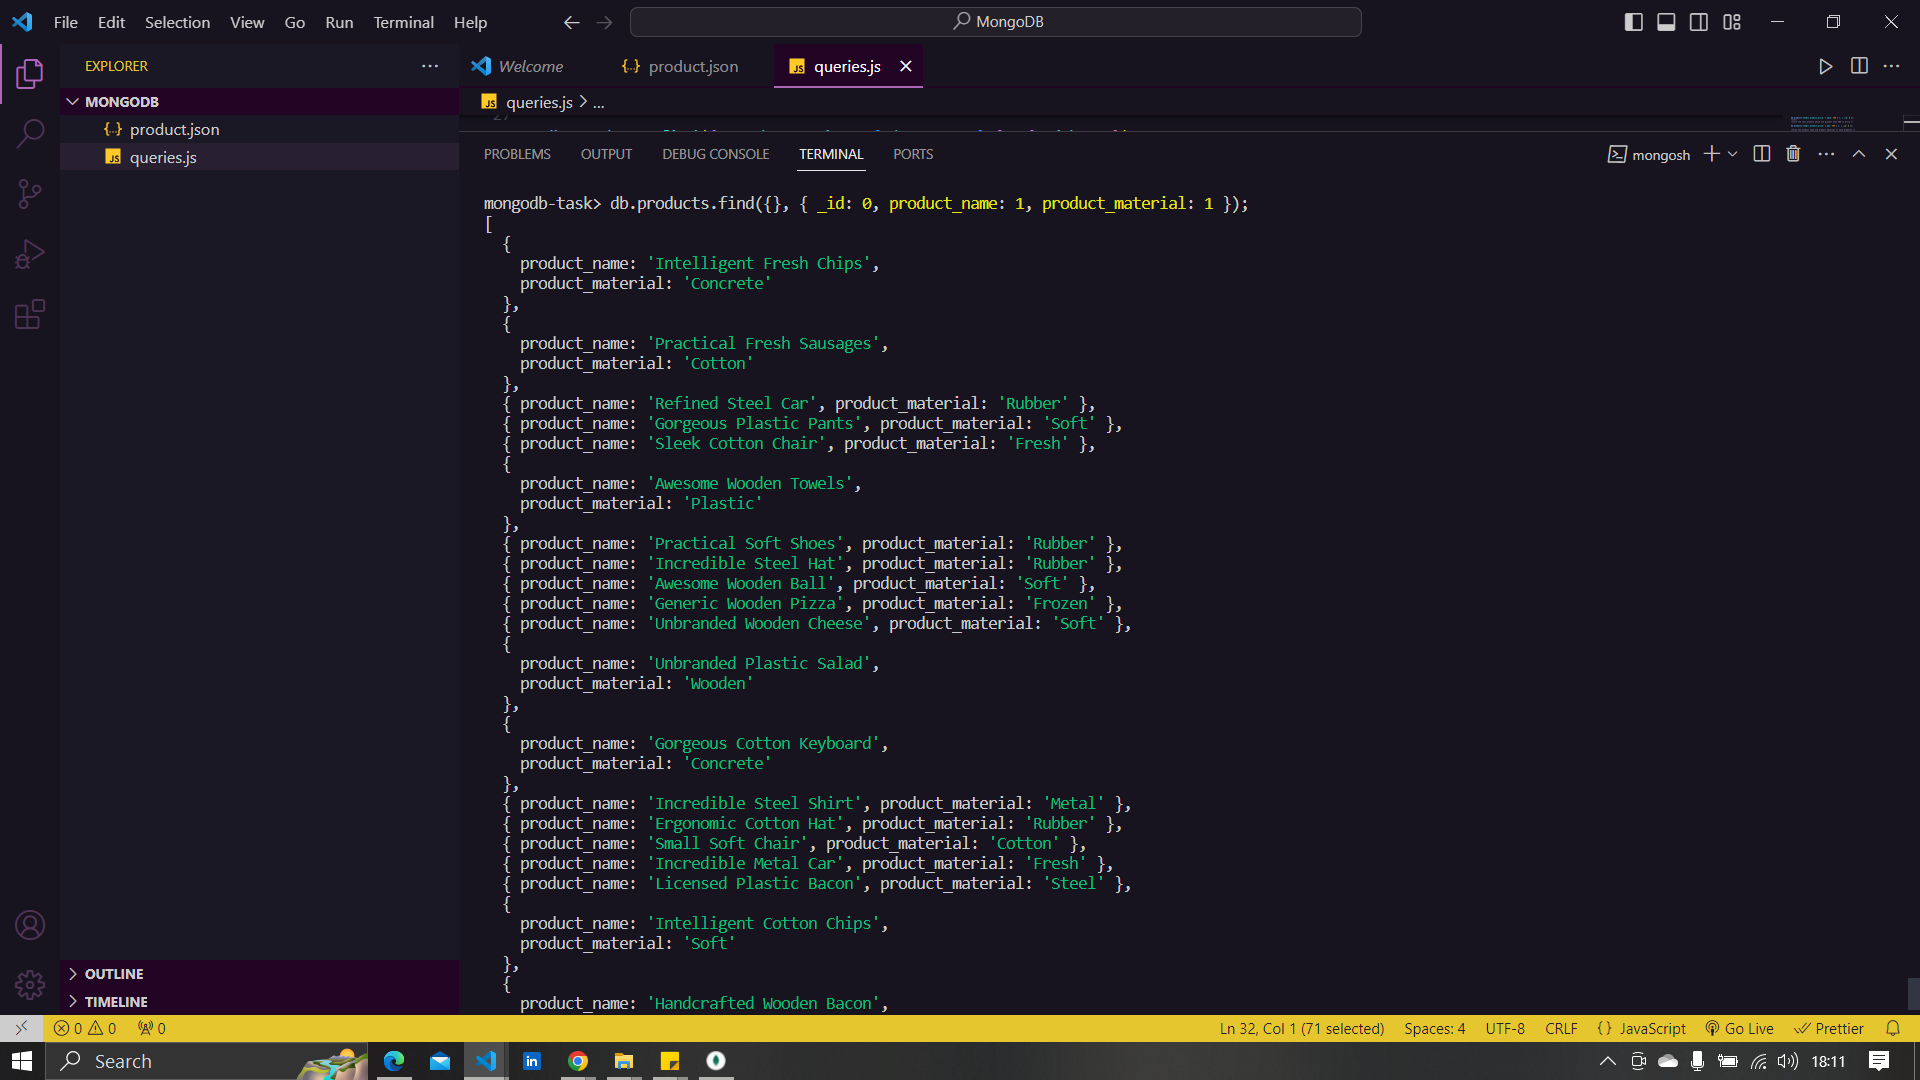 File Edit Selection View Go Run Terminal Help
MongoDB
EXPLORER
Welcome
product.json
queries.js
MONGODB
product.json
queries.js
queries.js > ...
27
PROBLEMS OUTPUT DEBUG CONSOLE TERMINAL PORTS
mongosh
mongodb-task> db.products.find({}, { _id: 0, product_name: 1, product_material: 1 });
[
  {
    product_name: 'Intelligent Fresh Chips',
    product_material: 'Concrete'
  },
  {
    product_name: 'Practical Fresh Sausages',
    product_material: 'Cotton'
  },
  { product_name: 'Refined Steel Car', product_material: 'Rubber' },
  { product_name: 'Gorgeous Plastic Pants', product_material: 'Soft' },
  { product_name: 'Sleek Cotton Chair', product_material: 'Fresh' },
  {
    product_name: 'Awesome Wooden Towels',
    product_material: 'Plastic'
  },
  { product_name: 'Practical Soft Shoes', product_material: 'Rubber' },
  { product_name: 'Incredible Steel Hat', product_material: 'Rubber' },
  { product_name: 'Awesome Wooden Ball', product_material: 'Soft' },
  { product_name: 'Generic Wooden Pizza', product_material: 'Frozen' },
  { product_name: 'Unbranded Wooden Cheese', product_material: 'Soft' },
  {
    product_name: 'Unbranded Plastic Salad',
    product_material: 'Wooden'
  },
  {
    product_name: 'Gorgeous Cotton Keyboard',
    product_material: 'Concrete'
  },
  { product_name: 'Incredible Steel Shirt', product_material: 'Metal' },
  { product_name: 'Ergonomic Cotton Hat', product_material: 'Rubber' },
  { product_name: 'Small Soft Chair', product_material: 'Cotton' },
  { product_name: 'Incredible Metal Car', product_material: 'Fresh' },
  { product_name: 'Licensed Plastic Bacon', product_material: 'Steel' },
  {
    product_name: 'Intelligent Cotton Chips',
    product_material: 'Soft'
  },
  {
    product_name: 'Handcrafted Wooden Bacon',
OUTLINE
TIMELINE
0 0 0
Ln 32, Col 1 (71 selected) Spaces: 4 UTF-8 CRLF {} JavaScript Go Live Prettier
Search
18:11